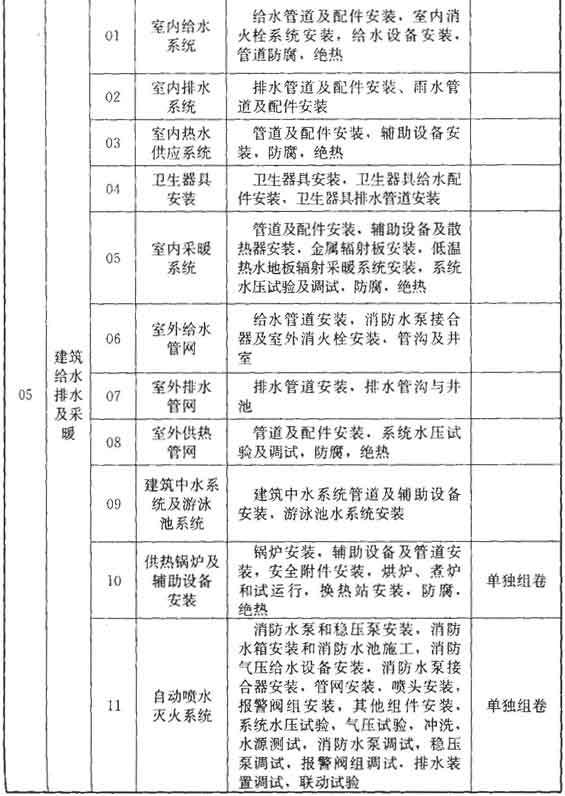 05
建筑
给水
排水
及采
暖
01
室内给水
系统
给水管道及配件安装，室内消
火栓系统安装，给水设备安装，
管道防腐，绝热
02
室内排水
系统
排水管道及配件安装、雨水管
道及配件安装
03
室内热水
供应系统
管道及配件安装，辅助设备安
装，防腐，绝热
04
卫生器具
安装
卫生器具安装，卫生器具给水配
件安装，卫生器具排水管道安装
05
室内采暖
系统
管道及配件安装，辅助设备及散
热器安装，金属辐射板安装，低温
热水地板辐射采暖系统安装，系统
水压试验及调试，防腐，绝热
06
室外给水
管网
给水管道安装，消防水泵接合
器及室外消火栓安装，管沟及井
室
07
室外排水
管网
排水管道安装，排水管沟与井
池
08
室外供热
管网
管道及配件安装，系统水压试
验及调试，防腐，绝热
09
建筑中水系
统及游泳
池系统
建筑中水系统管道及辅助设备
安装，游泳池水系统安装
10
供热锅炉及
辅助设备
安装
锅炉安装，辅助设备及管道安
装，安全附件安装，烘炉、煮炉
和试运行，换热站安装，防腐，
绝热
单独组卷
11
自动喷水
灭火系统
消防水泵和稳压泵安装，消防
水箱安装和消防水池施工，消防
气压给水设备安装，消防水泵接
合器安装，管网安装，喷头安装，
报警阀组安装，其他组件安装，
系统水压试验，气压试验，冲洗，
水源测试，消防水泵调试，稳压
泵调试，报警阀组调试，排水装
置调试，联动试验
单独组卷